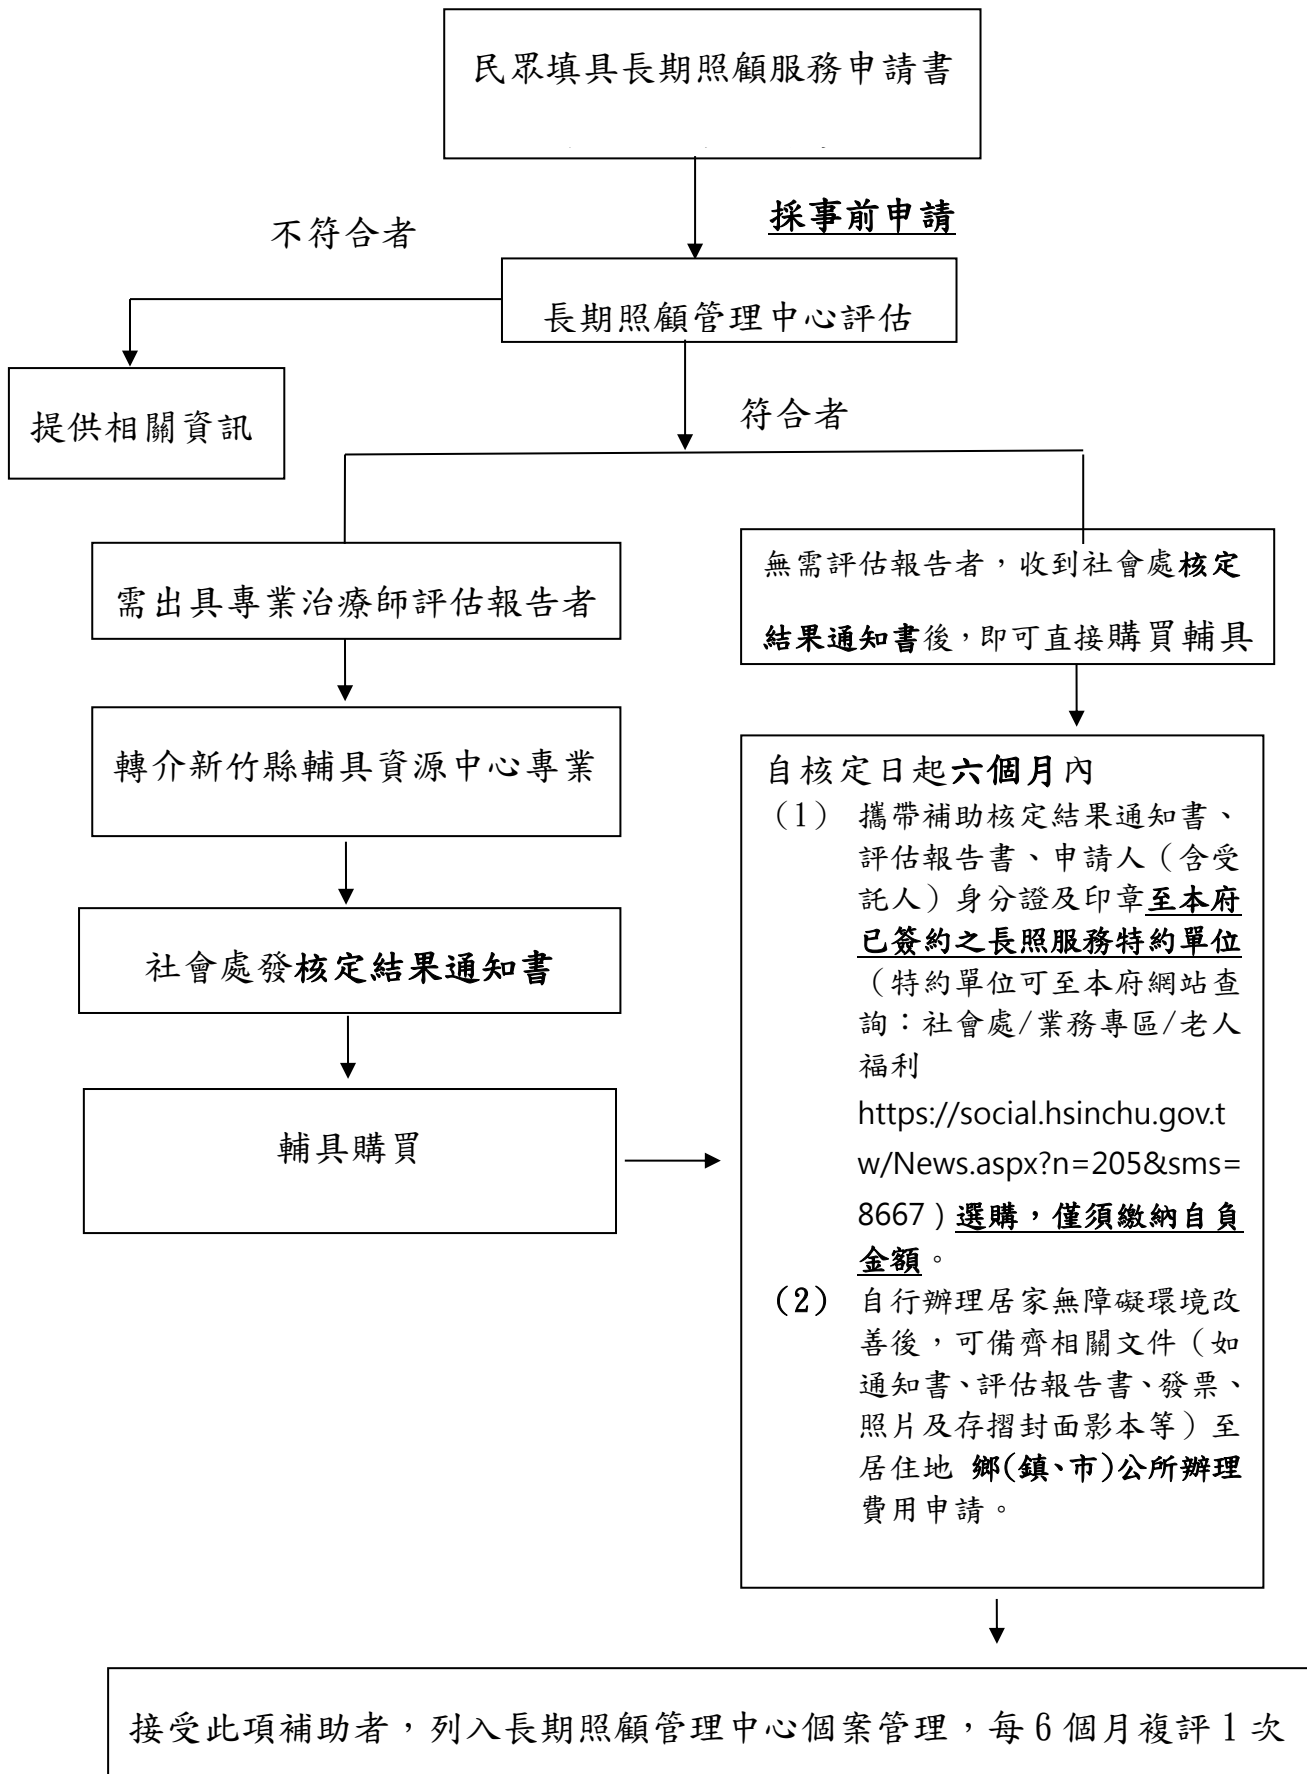 民眾填具長期照顧服務申請書
採事前申請
不符合者
長期照顧管理中心評估
提供相關資訊
符合者
需出具專業治療師評估報告者
無需評估報告者，收到社會處核定
結果通知書後，即可直接購買輔具
轉介新竹縣輔具資源中心專業
社會處發核定結果通知書
輔具購買
自核定日起六個月內
（1） 攜帶補助核定結果通知書、
評估報告書、申請人（含受
託人）身分證及印章至本府
已簽約之長照服務特約單位
（特約單位可至本府網站查
詢：社會處/業務專區/老人
福利
https://social.hsinchu.gov.t
w/News.aspx?n=205&sms=
8667）選購，僅須繳納自負
金額。
（2） 自行辦理居家無障礙環境改
善後，可備齊相關文件（如
通知書、評估報告書、發票、
照片及存摺封面影本等）至
居住地 鄉(鎮、市)公所辦理
費用申請。
接受此項補助者，列入長期照顧管理中心個案管理，每6個月複評1次